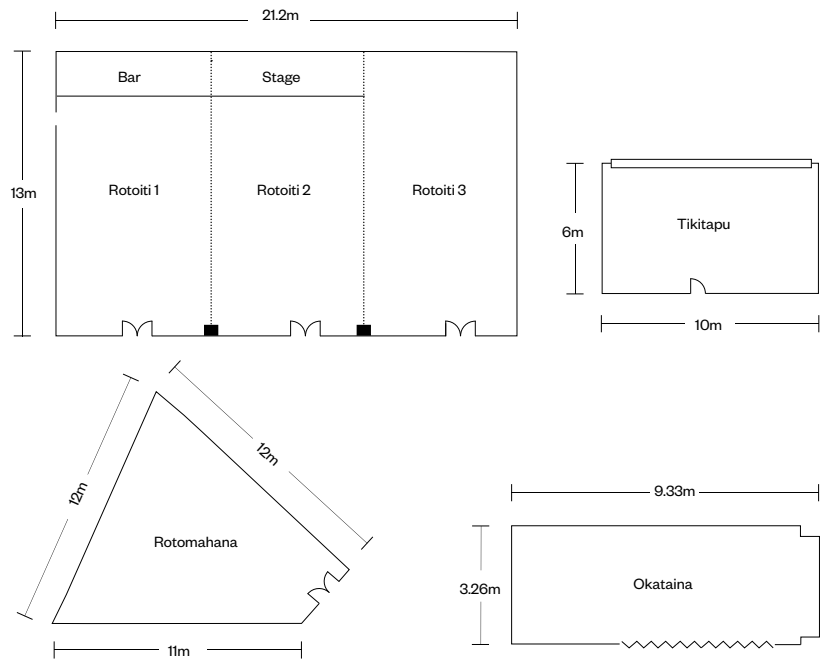 21.2m
Bar
Stage
13m
Rotoiti 1
Rotoiti 2
Rotoiti 3
6m
Tikitapu
10m
12m
12m
Rotomahana
11m
9.33m
3.26m
Okataina